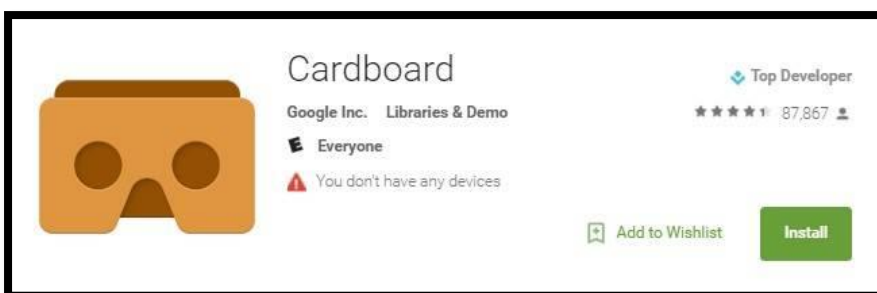 Cardboard
Top Developer
Google Inc. Libraries & Demo
87,867
E Everyone
You don't have any devices
Add to Wishlist
Install